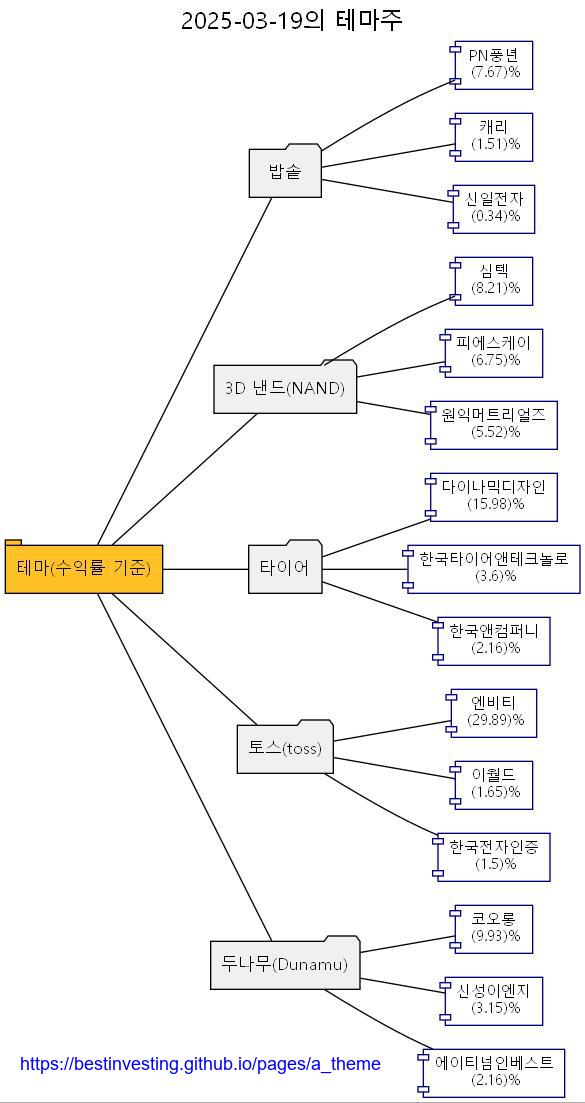 2025-03-19의 테마주
테마(수익률 기준)
밥솥
PN풍년
(7.67)%
캐리
(1.51)%
신일전자
(0.34)%
3D 낸드(NAND)
심텍
(8.21)%
피에스케이
(6.75)%
원익머트리얼즈
(5.52)%
타이어
다이나믹디자인
(15.98)%
한국타이어앤테크놀로
(3.6)%
한국앤컴퍼니
(2.16)%
토스(toss)
엔비티
(29.89)%
이월드
(1.65)%
한국전자인증
(1.5)%
두나무(Dunamu)
코오롱
(9.93)%
신성이엔지
(3.15)%
에이티넘인베스트
(2.16)%
https://bestinvesting.github.io/pages/a_theme